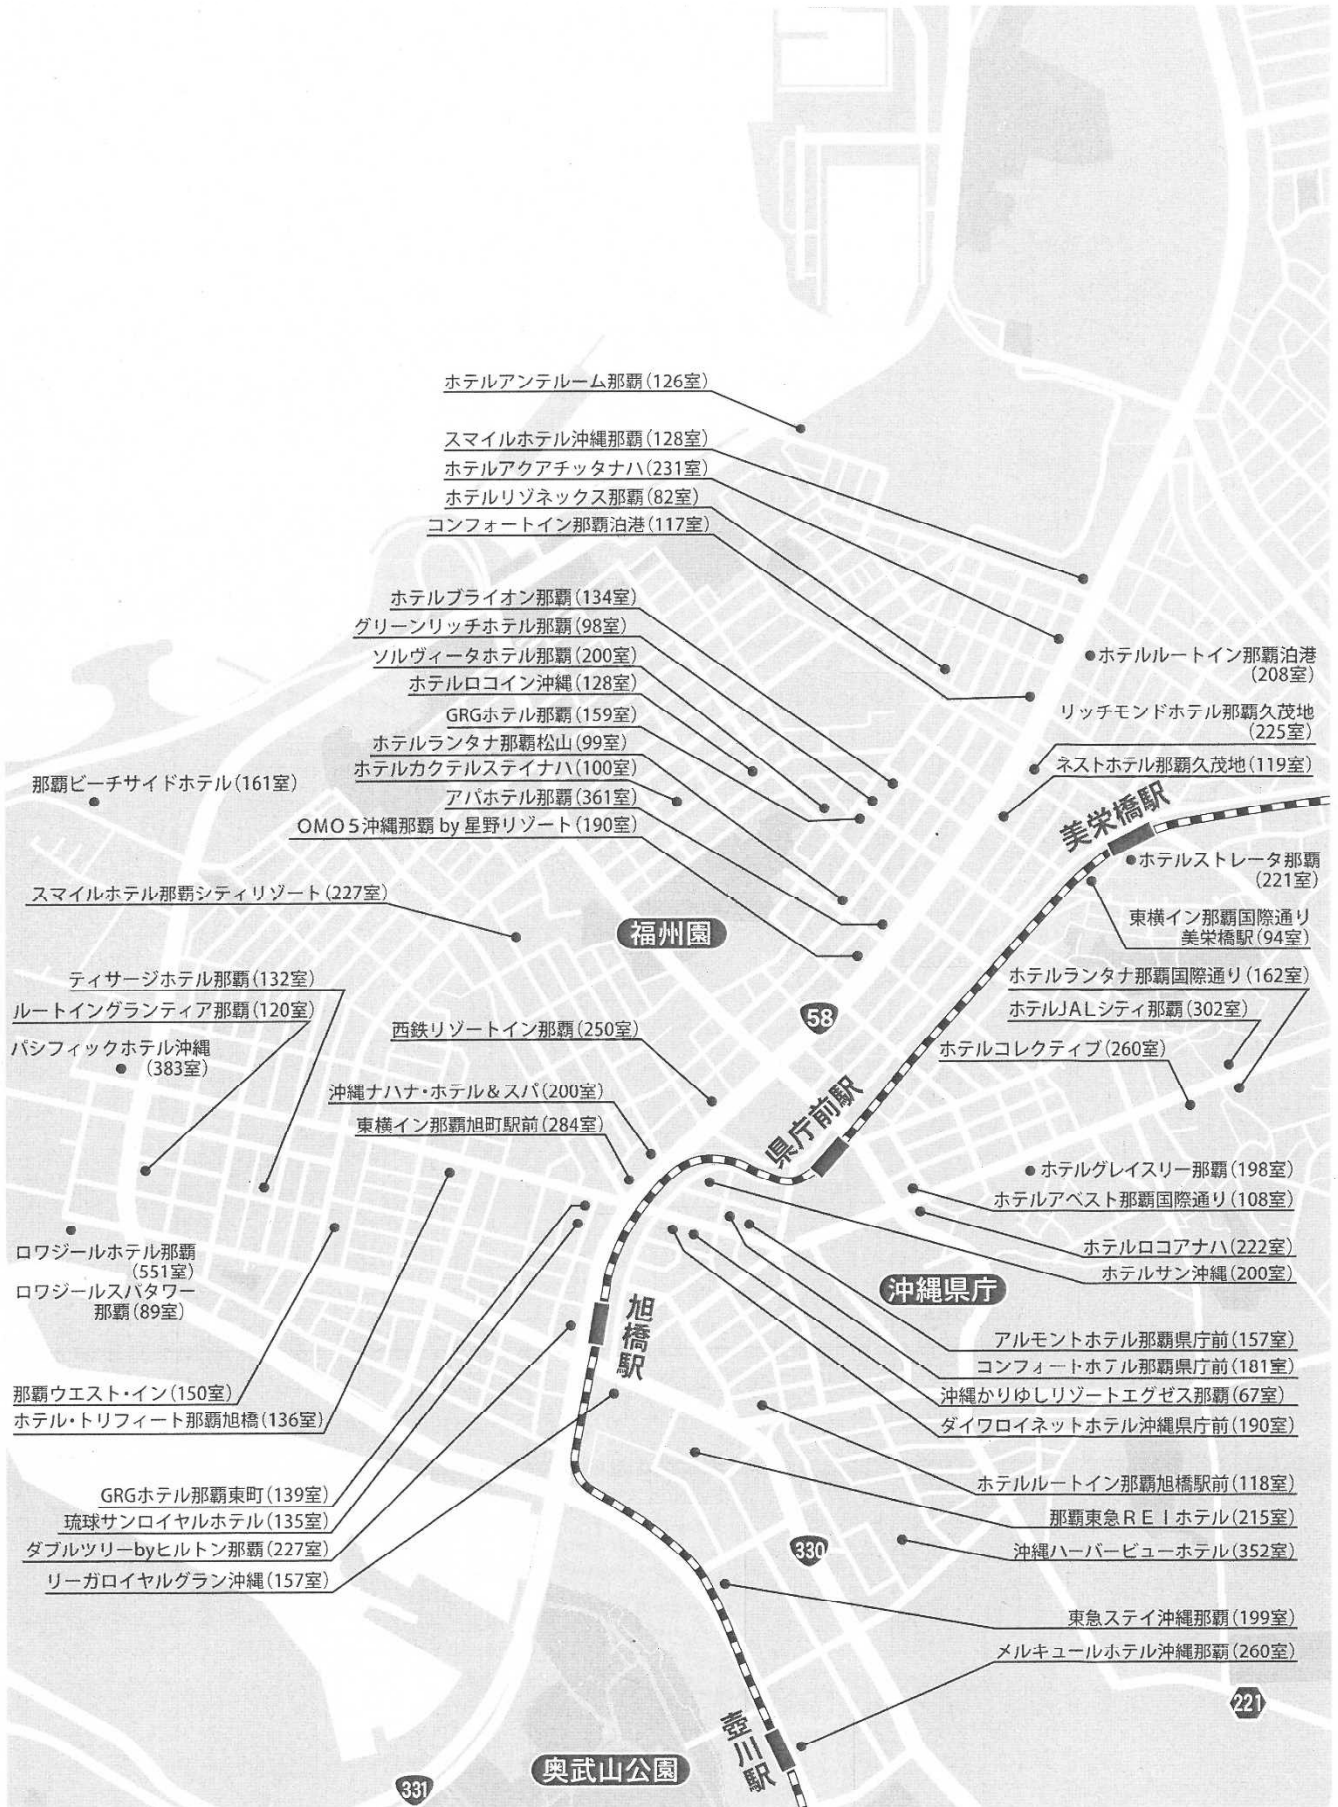 ホテルアンテルーム那覇(126室)
スマイルホテル沖縄那覇(128室)
ホテルアクアチッタナハ(231室)
ホテルリゾネックス那覇(82室)
コンフォートイン那覇泊港(117室)
ホテルブライオン那覇(134室)
グリーンリッチホテル那覇(98室)
ソルヴィータホテル那覇(200室)
ホテルロコイン沖縄(128室)
GRGホテル那覇(159室)
ホテルランタナ那覇松山(99室)
ホテルカクテルステイナハ(100室)
アパホテル那覇(361室)
OMO5沖縄那覇 by 星野リゾート(190室)
ホテルルートイン那覇泊港
(208室)
リッチモンドホテル那覇久茂地
(225室)
ネストホテル那覇久茂地(119室)
美栄橋駅
ホテルストレータ那覇
(221室)
東横イン那覇国際通り
美栄橋駅(94室)
那覇ビーチサイドホテル(161室)
スマイルホテル那覇シティリゾート(227室)
福州園
ティサージホテル那覇(132室)
ルートイングランティア那覇(120室)
パシフィックホテル沖縄
(383室)
58
西鉄リゾートイン那覇(250室)
沖縄ナハナ・ホテル&スパ(200室)
東横イン那覇旭町駅前(284室)
ホテルランタナ那覇国際通り(162室)
ホテルJALシティ那覇(302室)
ホテルコレクティブ(260室)
県庁前駅
ホテルグレイスリー那覇(198室)
ホテルアベスト那覇国際通り(108室)
ホテルロコアナハ(222室)
ホテルサン沖縄(200室)
沖縄県庁
ロワジールホテル那覇
(551室)
ロワジールスパタワー
那覇(89室)
旭橋駅
アルモントホテル那覇県庁前(157室)
コンフォートホテル那覇県庁前(181室)
沖縄かりゆしリゾートエグゼス那覇(67室)
ダイワロイネットホテル沖縄県庁前(190室)
那覇ウエスト・イン(150室)
ホテル・トリフィート那覇旭橋(136室)
GRGホテル那覇東町(139室)
琉球サンロイヤルホテル(135室)
ダブルツリーbyヒルトン那覇(227室)
リーガロイヤルグラン沖縄(157室)
ホテルルートイン那覇旭橋駅前(118室)
那覇東急REIホテル(215室)
沖縄ハーバービューホテル(352室)
330
東急ステイ沖縄那覇(199室)
メルキュールホテル沖縄那覇(260室)
221
壺川駅
奥武山公園
331